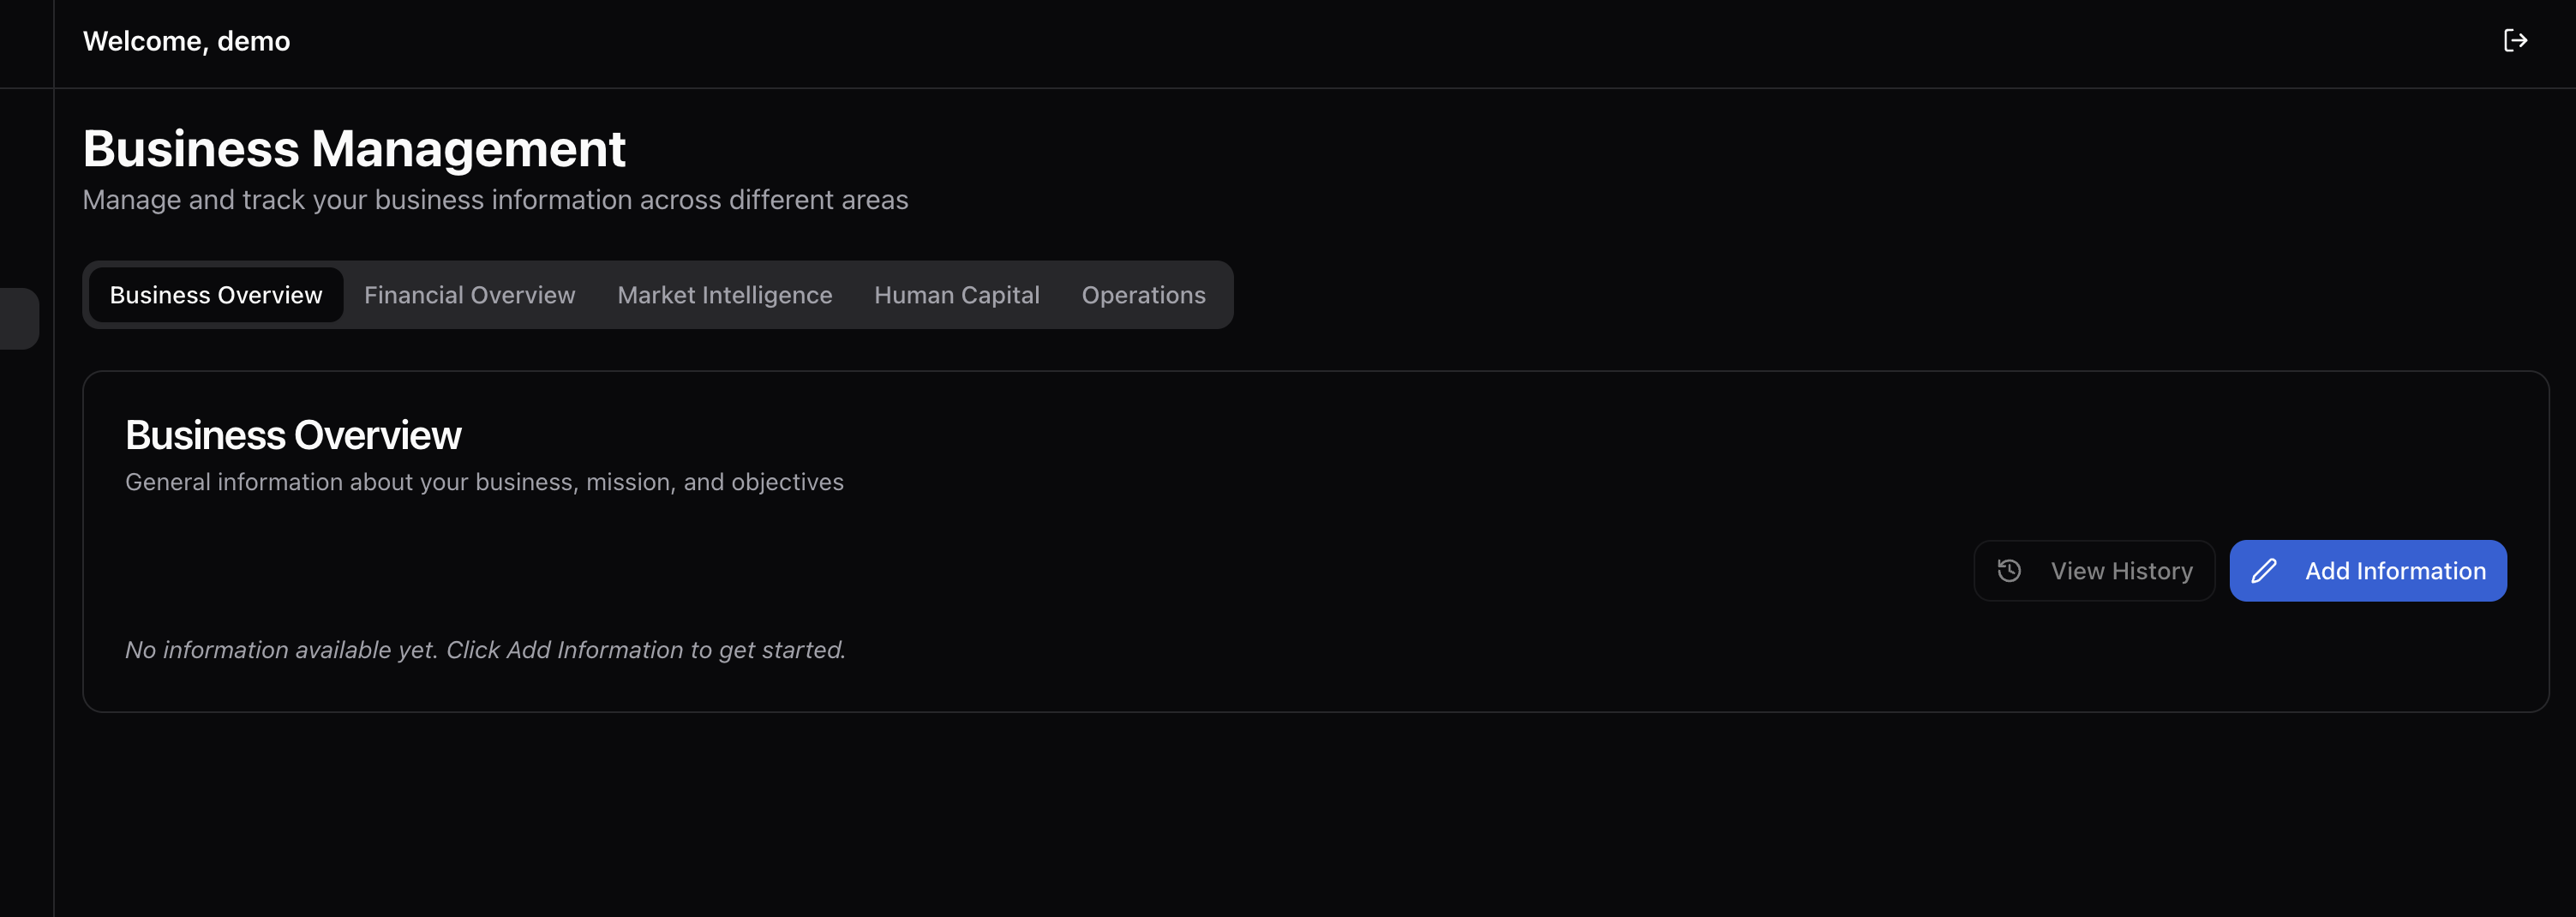 Welcome, demo
Business Management
Manage and track your business information across different areas
Business Overview Financial Overview Market Intelligence Human Capital Operations
Business Overview
General information about your business, mission, and objectives
View History Add Information
No information available yet. Click Add Information to get started.